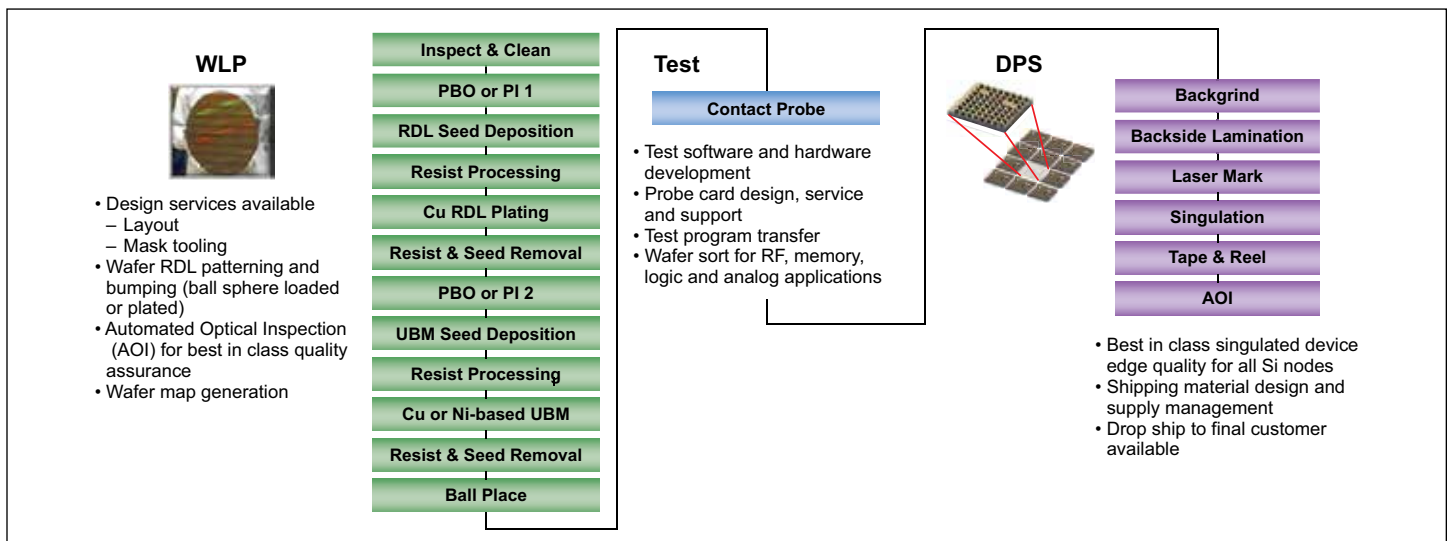 WLP
• Design services available
– Layout
– Mask tooling
• Wafer RDL patterning and
bumping (ball sphere loaded
or plated)
• Automated Optical Inspection
(AOI) for best in class quality
assurance
• Wafer map generation
Inspect & Clean
PBO or PI 1
RDL Seed Deposition
Resist Processing
Cu RDL Plating
Resist & Seed Removal
PBO or PI 2
UBM Seed Deposition
Resist Processing
Cu or Ni-based UBM
Resist & Seed Removal
Ball Place
Test
Contact Probe
• Test software and hardware
development
• Probe card design, service
and support
• Test program transfer
• Wafer sort for RF, memory,
logic and analog applications
DPS
Backgrind
Backside Lamination
Laser Mark
Singulation
Tape & Reel
AOI
• Best in class singulated device
edge quality for all Si nodes
• Shipping material design and
supply management
• Drop ship to final customer
available